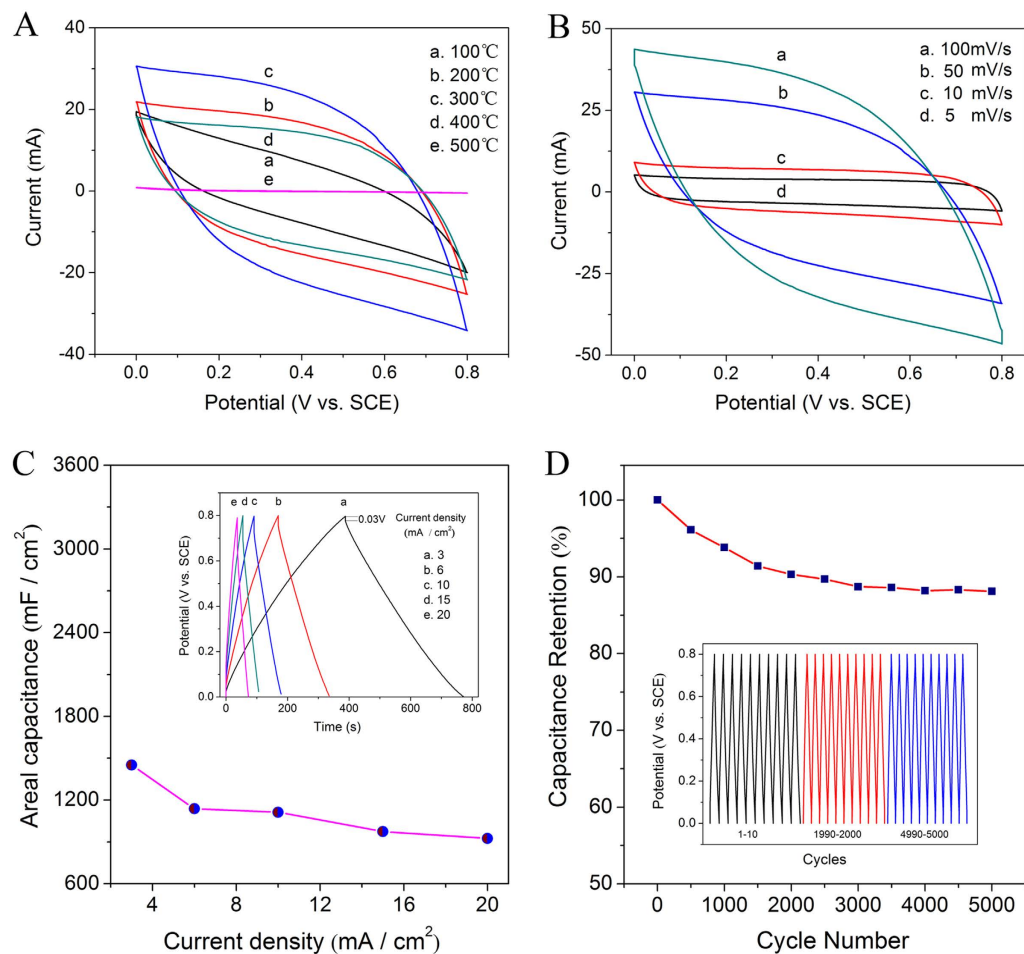 A
40
20
0
-20
-40
Current (mA)
0.0 0.2 0.4 0.6 0.8
Potential (V vs. SCE)
a. 100℃
b. 200℃
c. 300℃
d. 400℃
e. 500℃
c
b
d
a
e
B
50
25
0
-25
-50
Current (mA)
0.0 0.2 0.4 0.6 0.8
Potential (V vs. SCE)
a. 100mV/s
b. 50 mV/s
c. 10 mV/s
d. 5 mV/s
a
b
c
d
C
3600
3000
2400
1800
1200
600
Areal capacitance (mF / cm²)
4 8 12 16 20
Current density (mA / cm²)
e d c b a
0.03V
Current density
(mA / cm²)
a. 3
b. 6
c. 10
d. 15
e. 20
0.8
0.6
0.4
0.2
0.0
Potential (V vs. SCE)
0 200 400 600 800
Time (s)
D
100
90
80
70
60
50
Capacitance Retention (%)
0 1000 2000 3000 4000 5000
Cycle Number
0.8
0.6
0.4
0.2
0.0
Potential (V vs. SCE)
1-10 1990-2000 4990-5000
Cycles